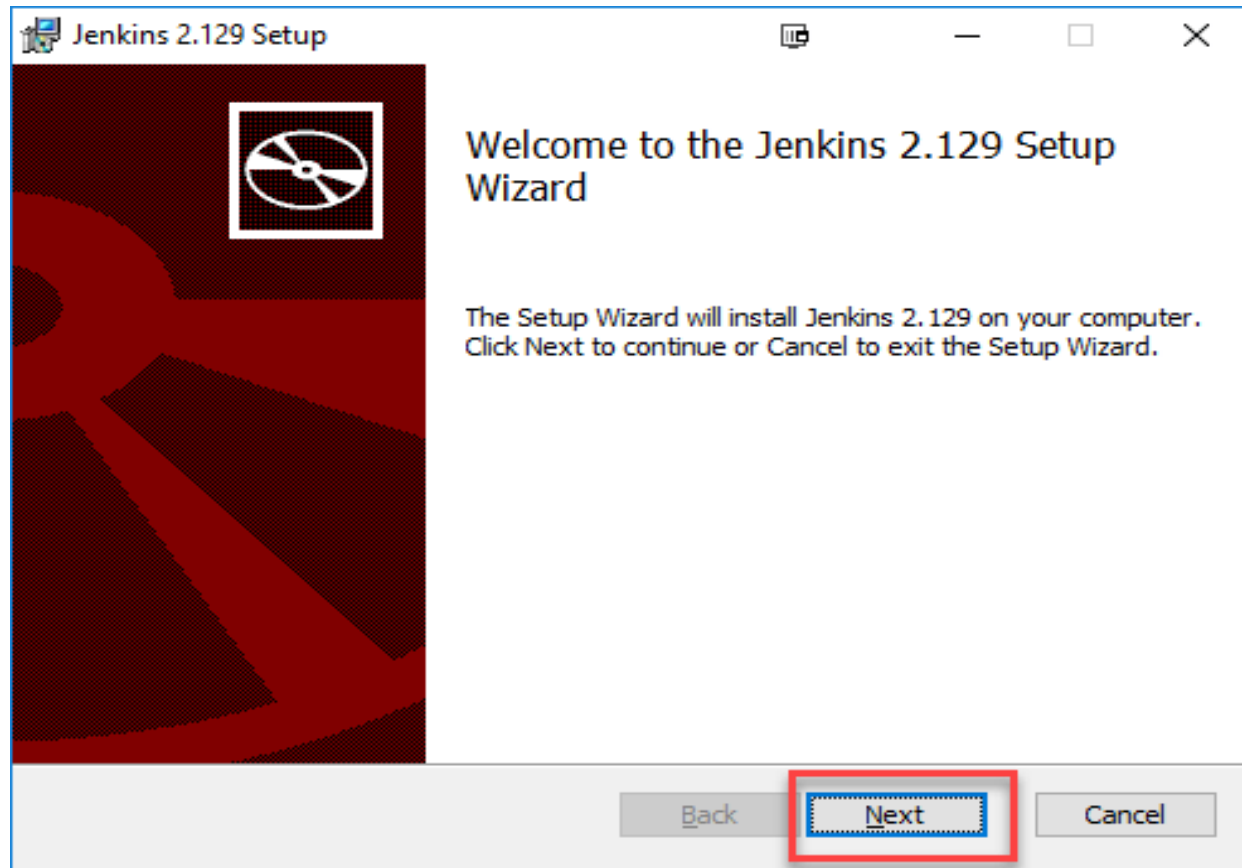 Jenkins 2.129 Setup
Welcome to the Jenkins 2.129 Setup
Wizard
The Setup Wizard will install Jenkins 2.129 on your computer.
Click Next to continue or Cancel to exit the Setup Wizard.
Back Next Cancel